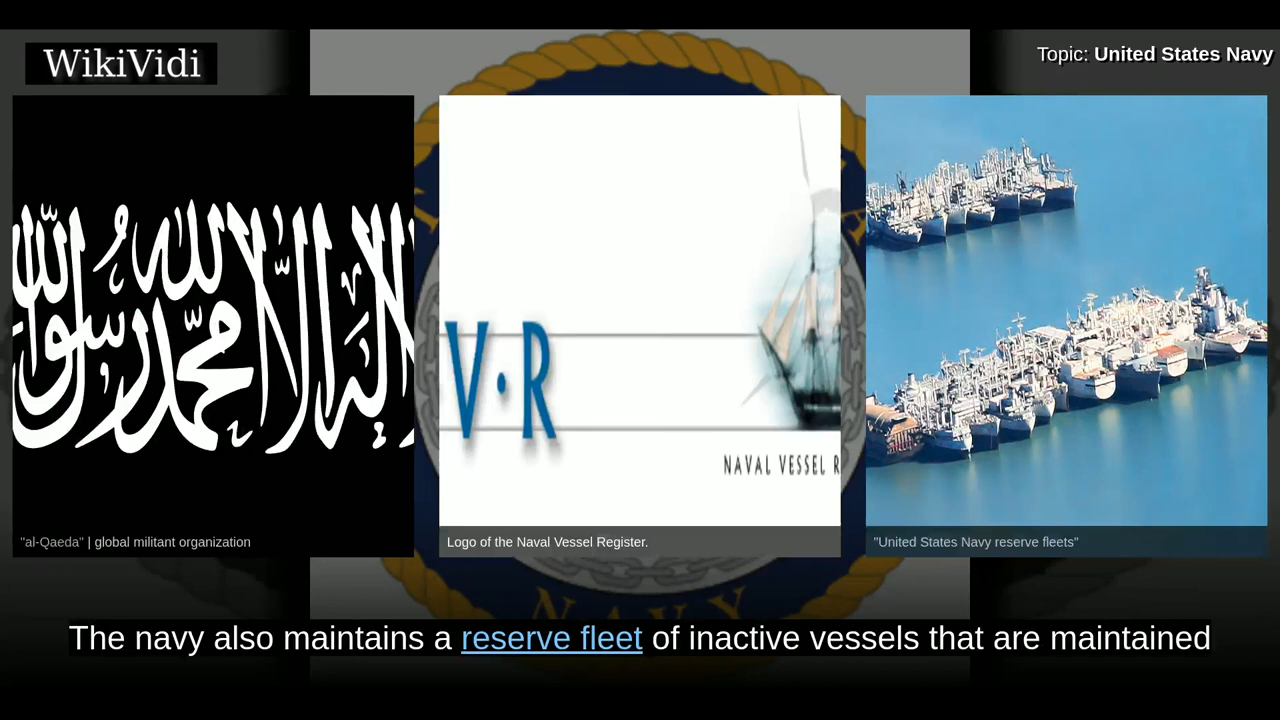 WikiVidi
Topic: United States Navy
لا إله إلا الله محمد رسول الله
V·R
NAVAL VESSEL R
"al-Qaeda" | global militant organization
Logo of the Naval Vessel Register.
"United States Navy reserve fleets"
NAVY
The navy also maintains a reserve fleet of inactive vessels that are maintained